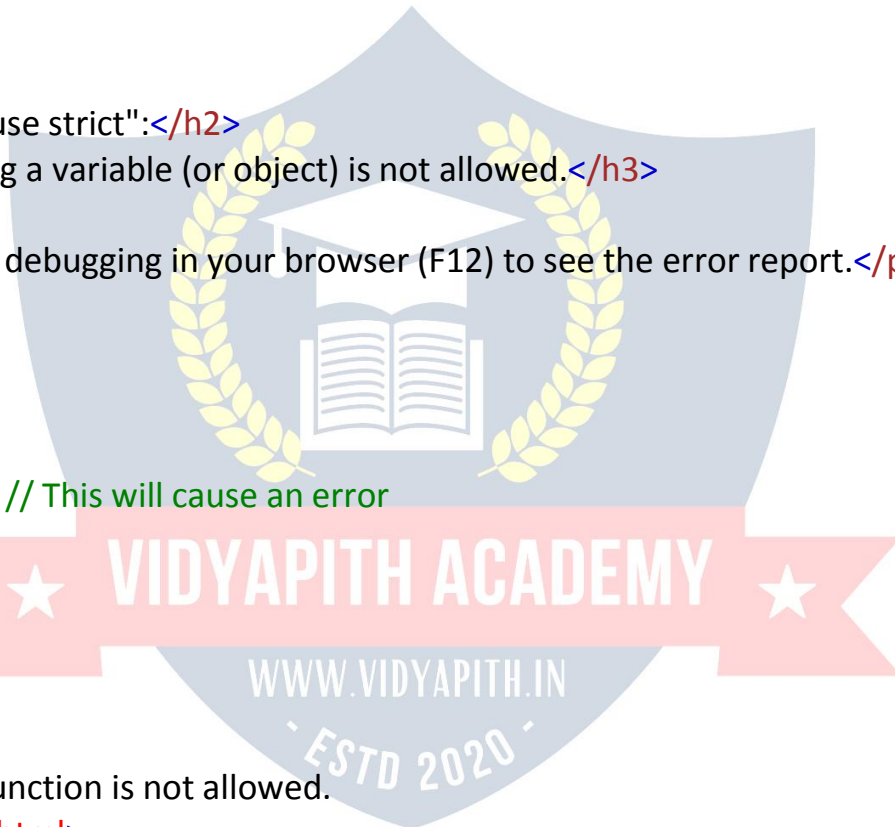 use strict":</h2>
g a variable (or object) is not allowed.</h3>
debugging in your browser (F12) to see the error report.</p
// This will cause an error
VIDYAPITH ACADEMY
WWW.VIDYAPITH.IN
- ESTD 2020 -
unction is not allowed.